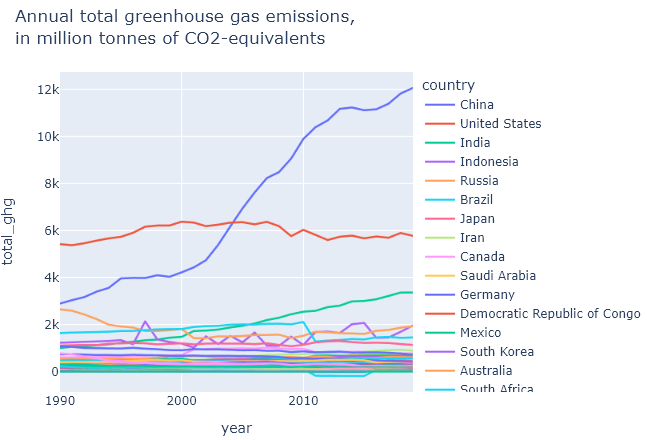 Annual total greenhouse gas emissions,
in million tonnes of CO2-equivalents
12k
10k
8k
6k
4k
2k
0
total_ghg
1990
2000
2010
year
country
China
United States
India
Indonesia
Russia
Brazil
Japan
Iran
Canada
Saudi Arabia
Germany
Democratic Republic of Congo
Mexico
South Korea
Australia
South Africa